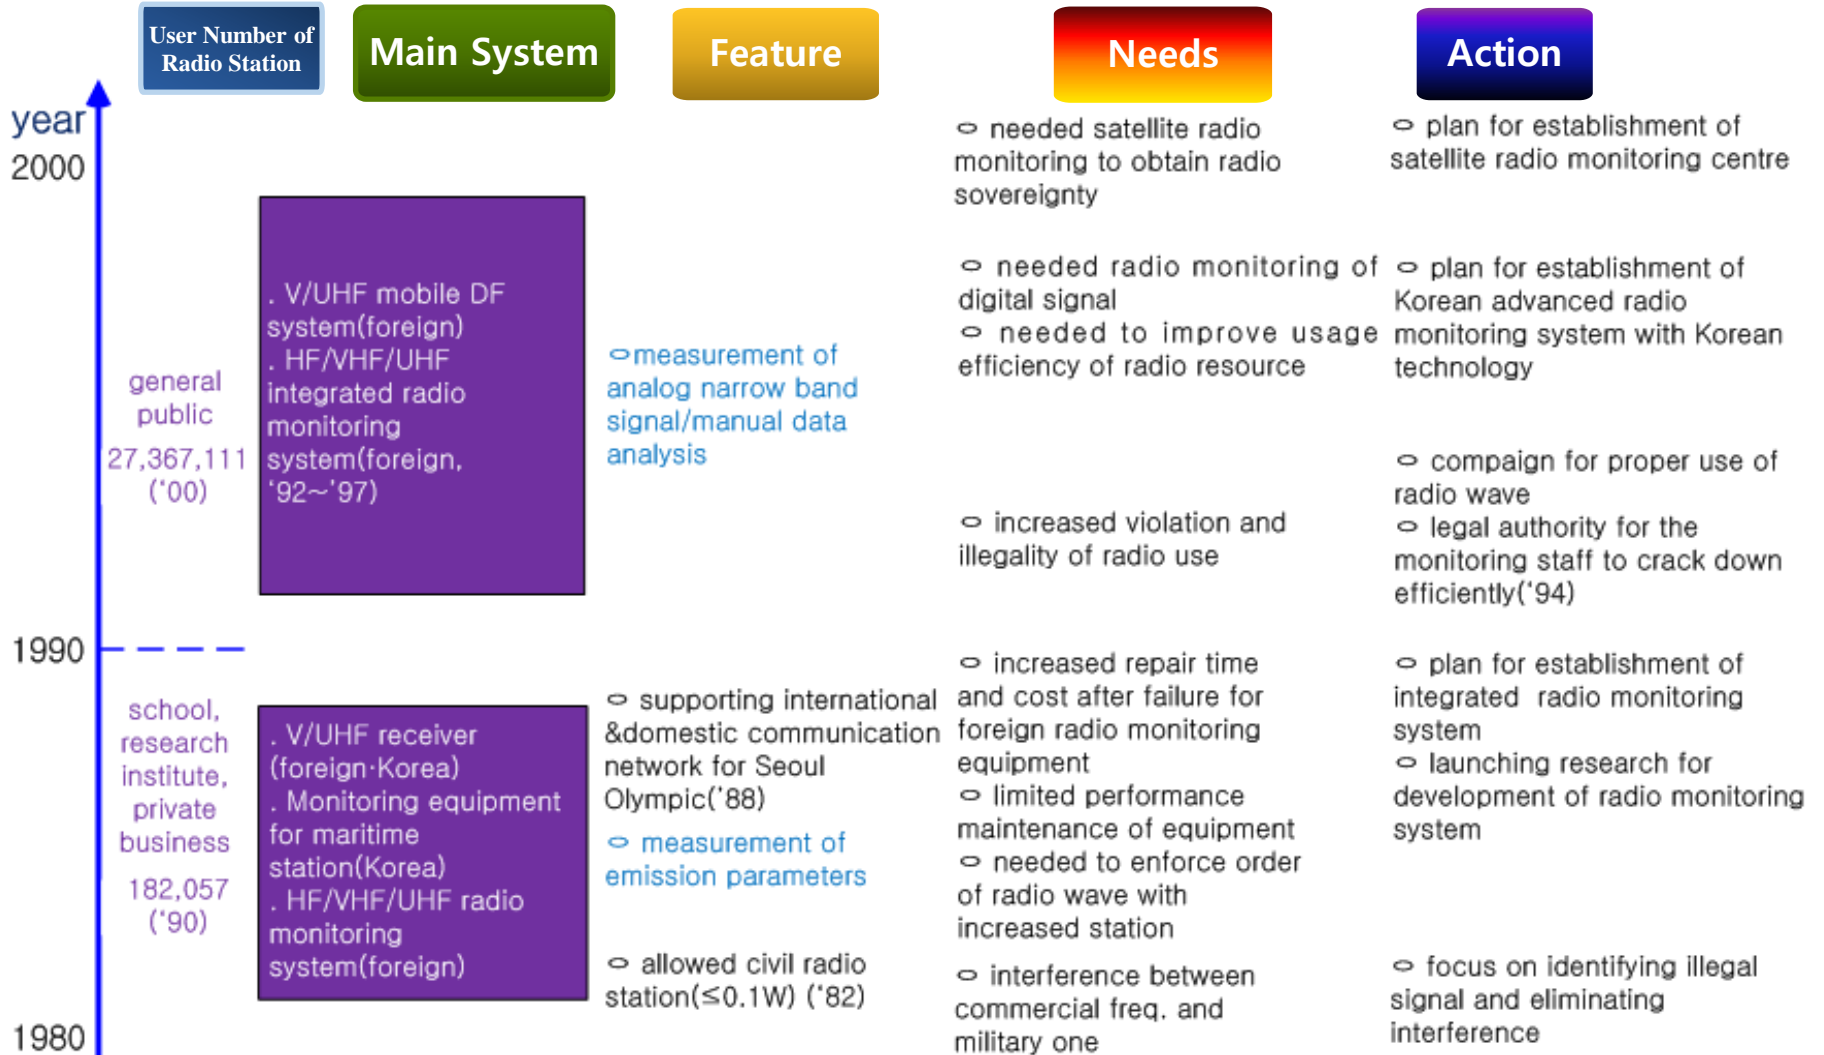 User Number of
Radio Station
Main System
Feature
Needs
Action
year
2000
1990
1980
general
public
27,367,111
(‘00)
school,
research
institute,
private
business
182,057
(‘90)
. V/UHF mobile DF
system(foreign)
. HF/VHF/UHF
integrated radio
monitoring
system(foreign,
‘92~’97)
. V/UHF receiver
(foreign·Korea)
. Monitoring equipment
for maritime
station(Korea)
. HF/VHF/UHF radio
monitoring
system(foreign)
○measurement of
analog narrow band
signal/manual data
analysis
○ supporting international
&domestic communication
network for Seoul
Olympic(‘88)
○ measurement of
emission parameters
○ allowed civil radio
station(≤0.1W) (‘82)
○ needed satellite radio
monitoring to obtain radio
sovereignty
○ needed radio monitoring of
digital signal
○ needed to improve usage
efficiency of radio resource
○ increased violation and
illegality of radio use
○ increased repair time
and cost after failure for
foreign radio monitoring
equipment
○ limited performance
maintenance of equipment
○ needed to enforce order
of radio wave with
increased station
○ interference between
commercial freq. and
military one
○ plan for establishment of
satellite radio monitoring centre
○ plan for establishment of
Korean advanced radio
monitoring system with Korean
technology
○ compaign for proper use of
radio wave
○ legal authority for the
monitoring staff to crack down
efficiently(‘94)
○ plan for establishment of
integrated radio monitoring
system
○ launching research for
development of radio monitoring
system
○ focus on identifying illegal
signal and eliminating
interference